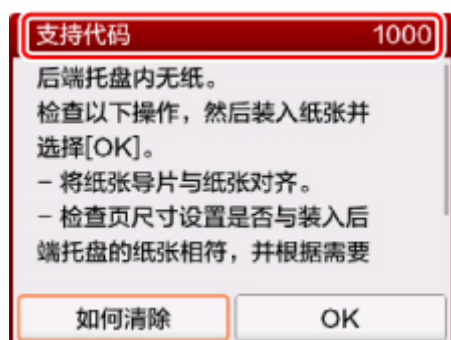 支持代码 1000
后端托盘内无纸。
检查以下操作，然后装入纸张并
选择[OK]。
– 将纸张导片与纸张对齐。
– 检查页尺寸设置是否与装入后
端托盘的纸张相符，并根据需要
如何清除 OK